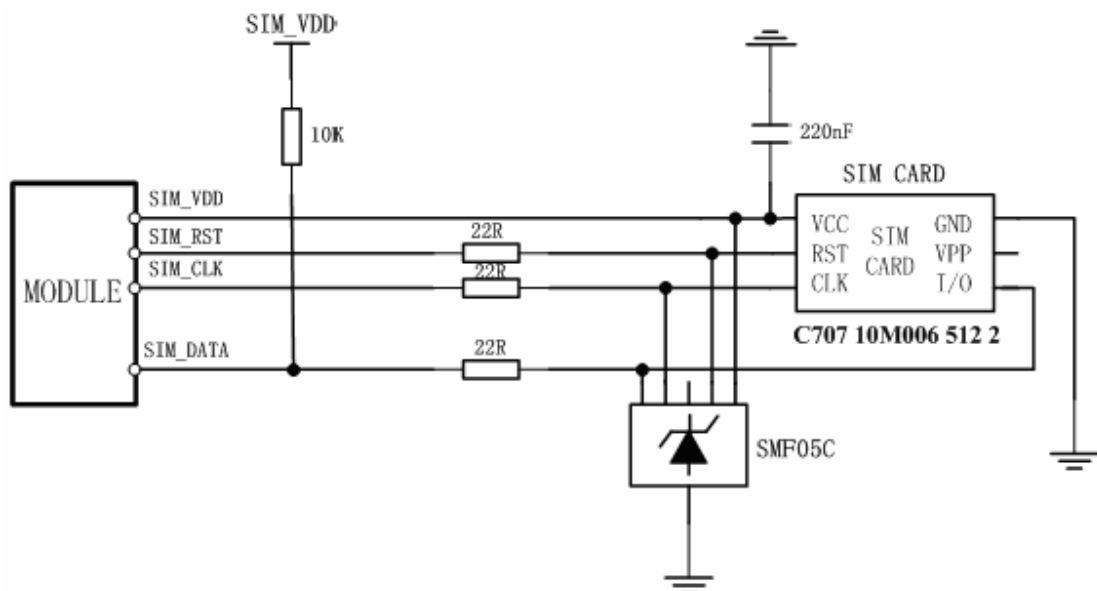 SIM_VDD
10K
220nF
SIM CARD
MODULE
SIM_VDD
SIM_RST
SIM_CLK
SIM_DATA
22R
22R
22R
VCC
RST
CLK
SIM
CARD
GND
VPP
I/O
C707 10M006 512 2
SMF05C